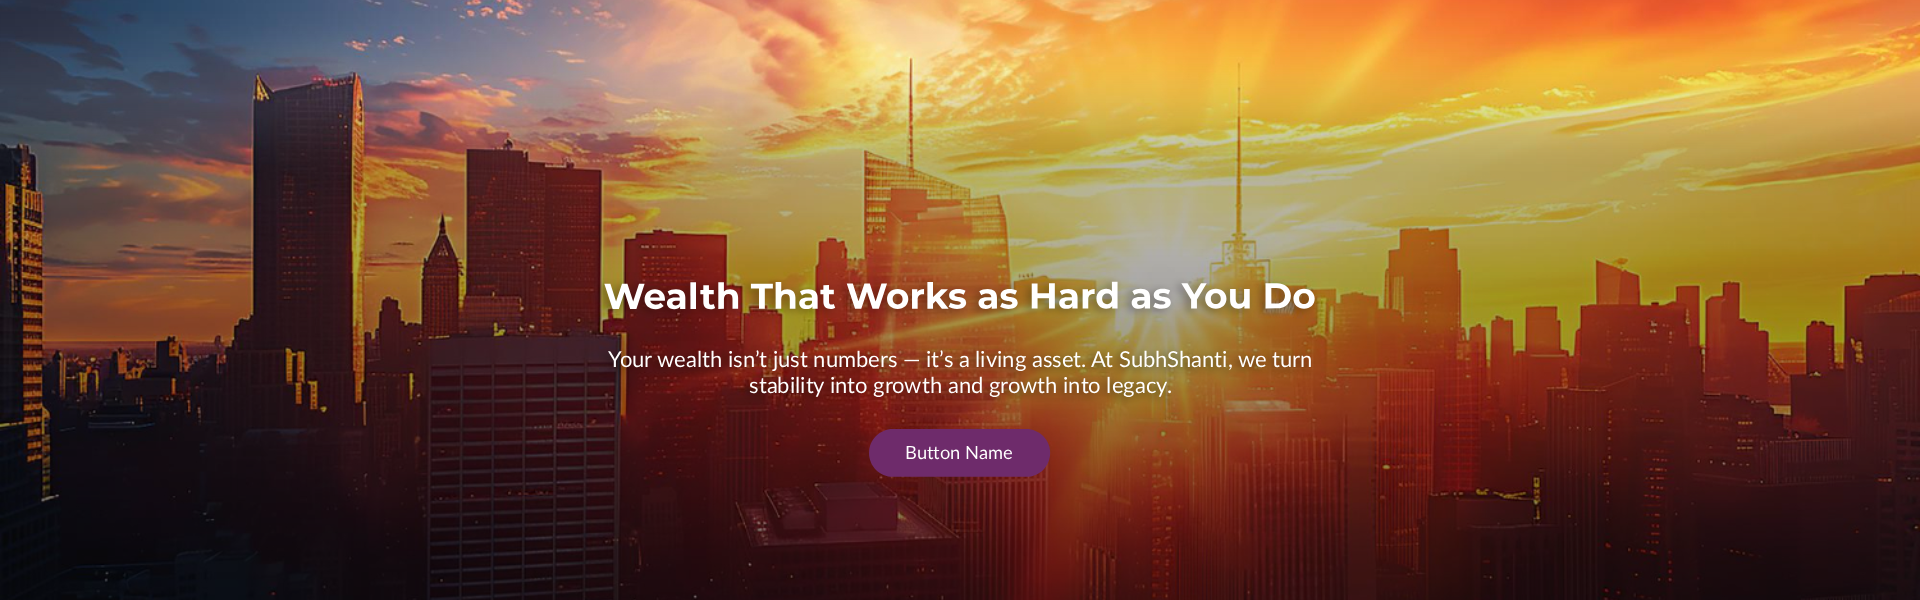 Wealth That Works as Hard as You Do
Your wealth isn’t just numbers — it’s a living asset. At SubhShanti, we turn
stability into growth and growth into legacy.
Button Name